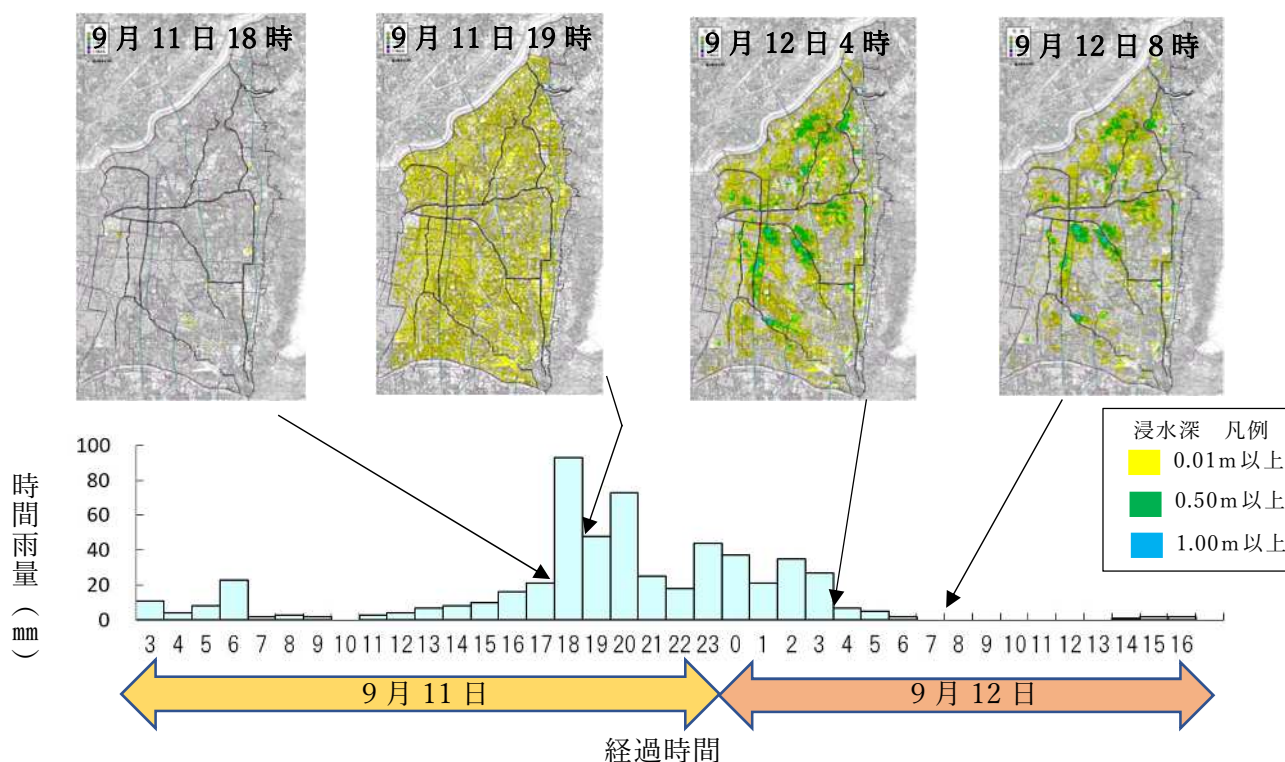 9月11日18時
9月11日19時
9月12日4時
9月12日8時
浸水深 凡例
0.01m以上
0.50m以上
1.00m以上
時間雨量(㎜)
100
80
60
40
20
0
3 4 5 6 7 8 9 10 11 12 13 14 15 16 17 18 19 20 21 22 23 0 1 2 3 4 5 6 7 8 9 10 11 12 13 14 15 16
9月11日
9月12日
経過時間